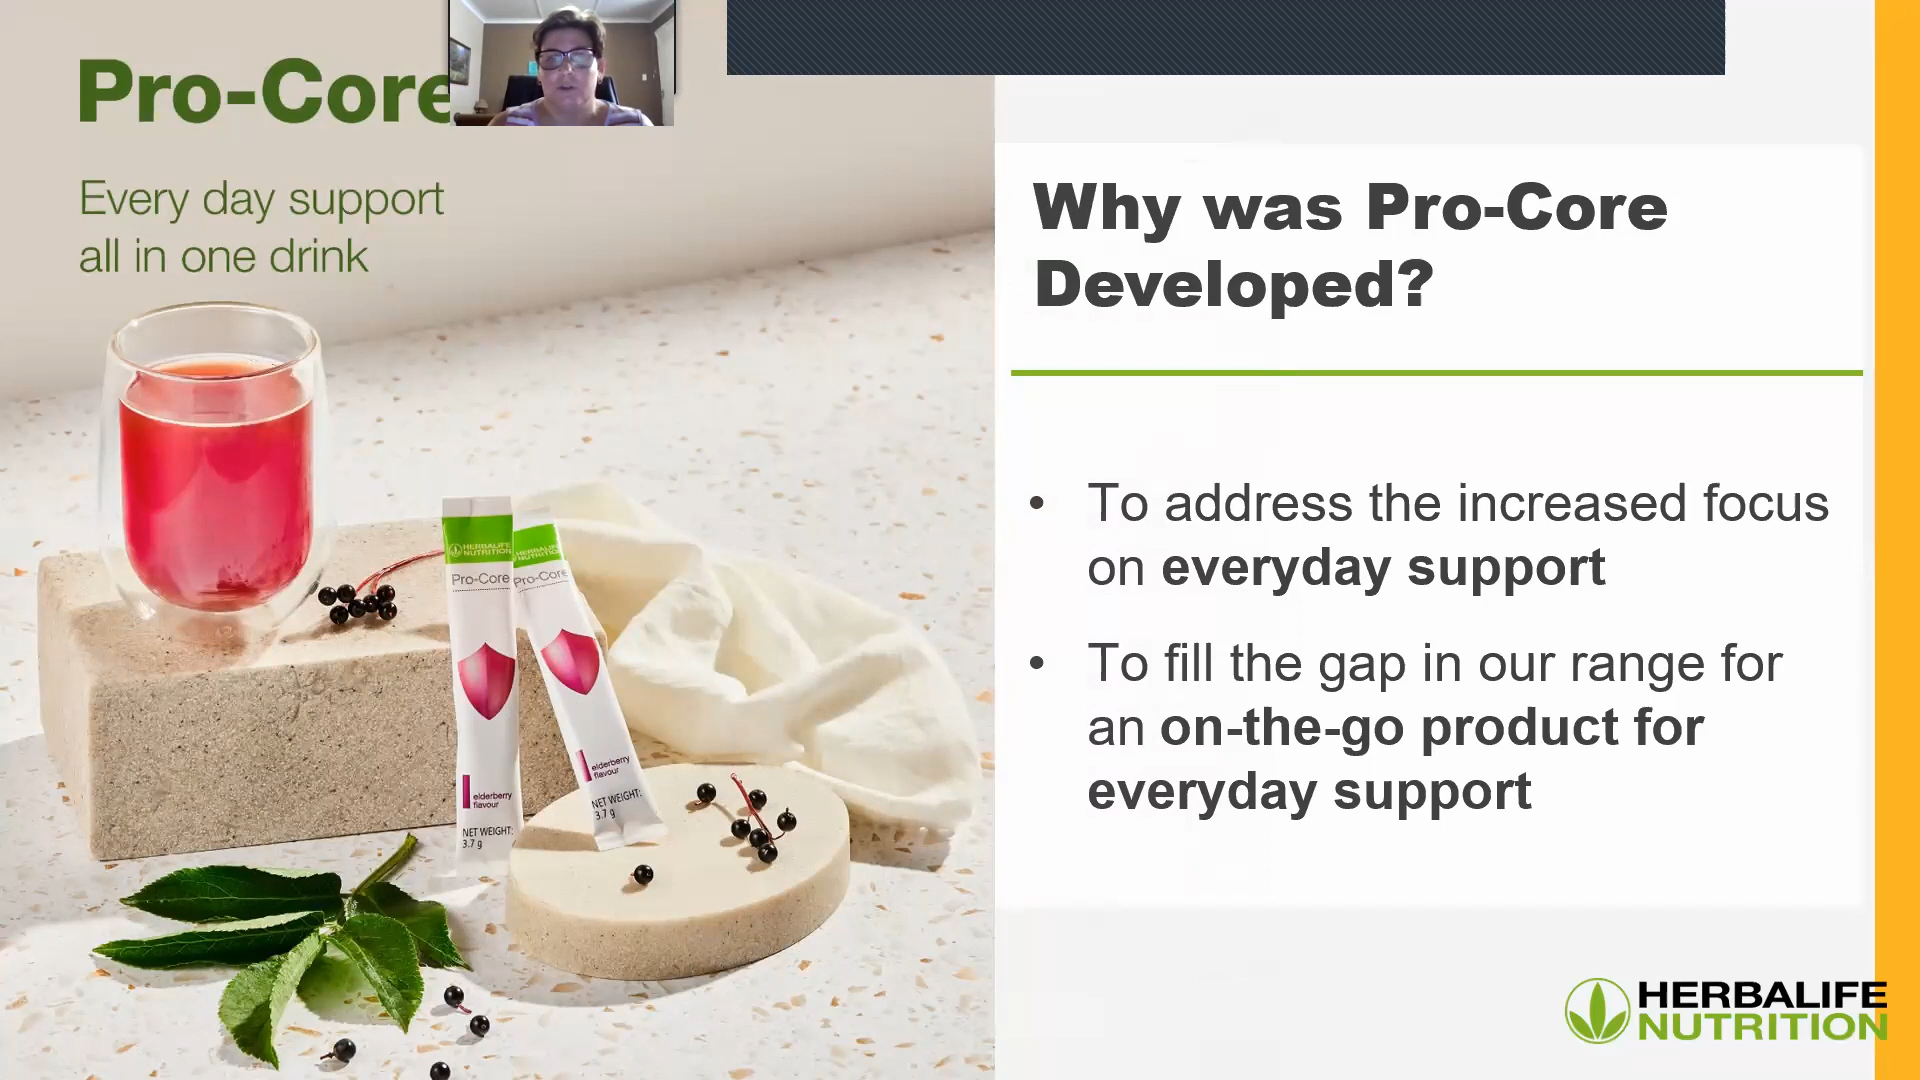 Pro-Core
Every day support
all in one drink
HERBALIFE
NUTRITION
Pro-Core
elderberry
flavour
NET WEIGHT:
3.7 g
HERBALIFE
NUTRITION
Pro-Core
elderberry
flavour
NET WEIGHT:
3.7 g
Why was Pro-Core
Developed?
• To address the increased focus
on everyday support
• To fill the gap in our range for
an on-the-go product for
everyday support
HERBALIFE
NUTRITION